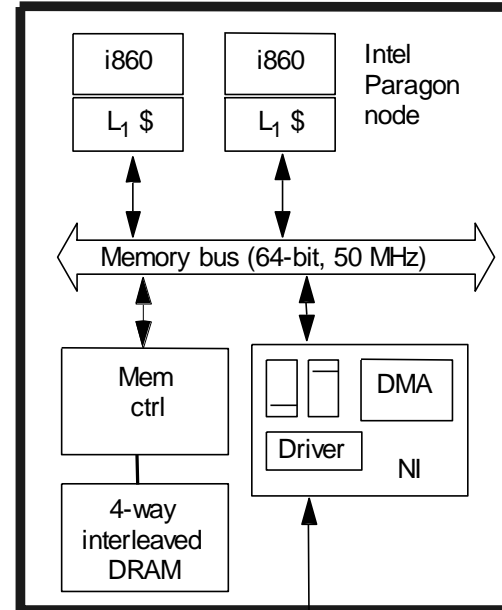 i860
L1 $
i860
L1 $
Intel
Paragon
node
Memory bus (64-bit, 50 MHz)
Mem
ctrl
4-way
interleaved
DRAM
DMA
Driver
NI